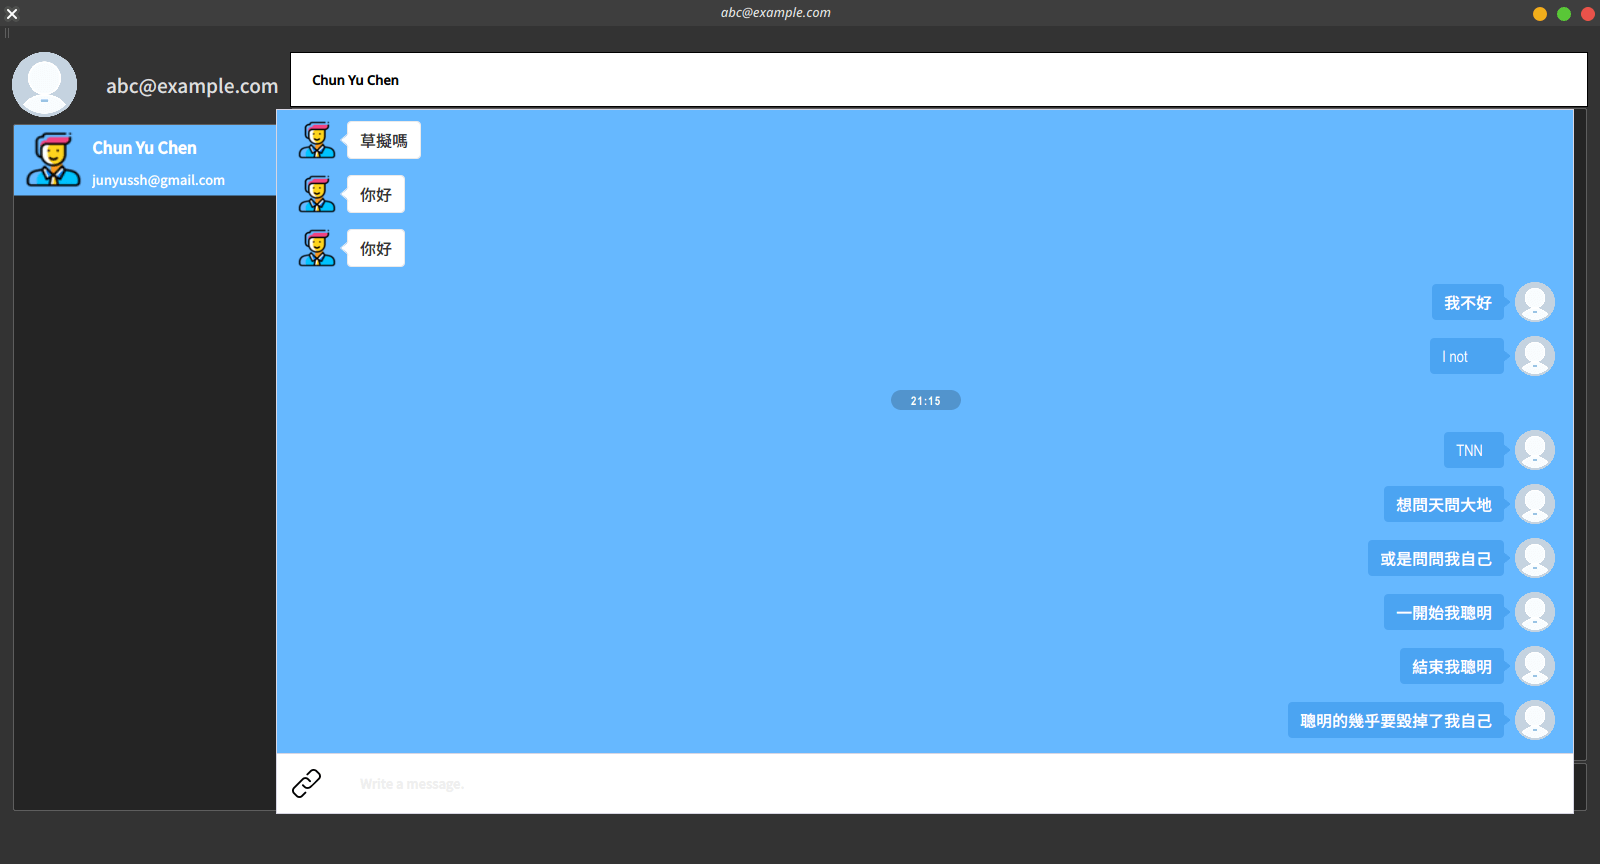 abc@example.com
abc@example.com
Chun Yu Chen
junyussh@gmail.com
Chun Yu Chen
草擬嗎
你好
你好
我不好
I not
21:15
TNN
想問天問大地
或是問問我自己
一開始我聰明
結束我聰明
聰明的幾乎要毀掉了我自己
Write a message.